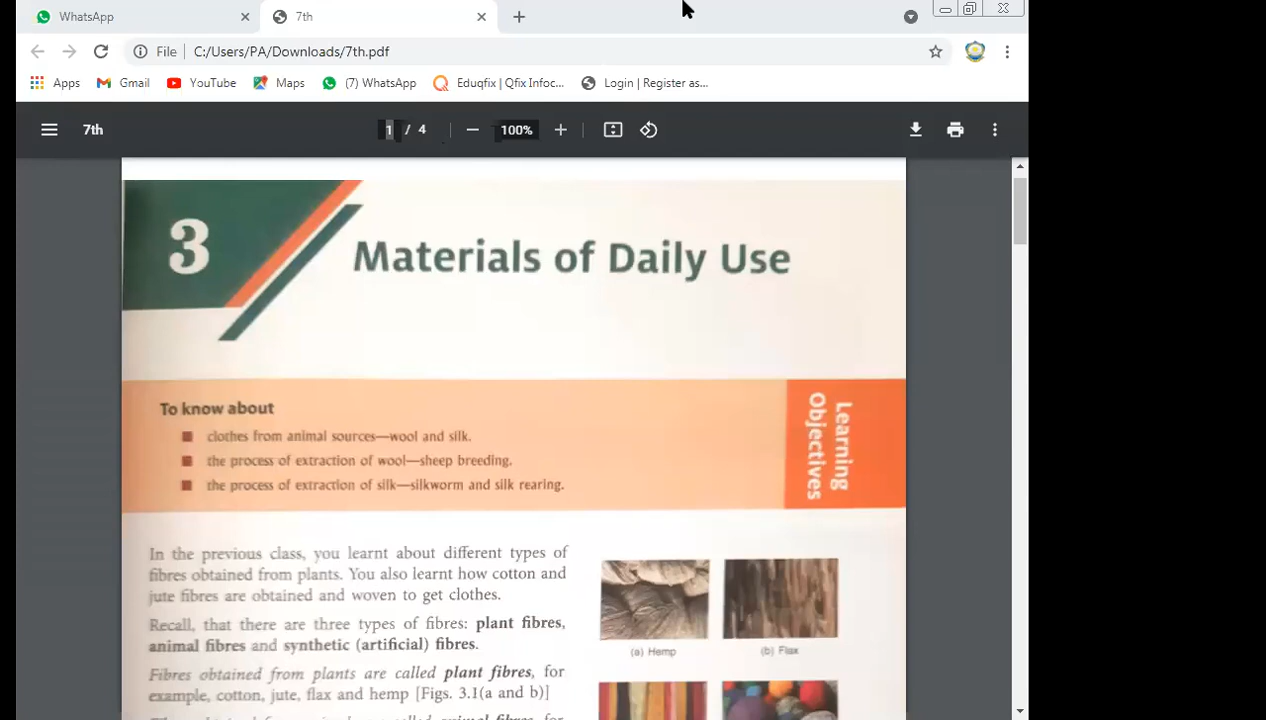 WhatsApp
7th
File
C:/Users/PA/Downloads/7th.pdf
Apps
Gmail
YouTube
Maps
(7) WhatsApp
Eduqfix | Qfix Infoc...
Login | Register as...
7th
1 / 4
100%
3
Materials of Daily Use
To know about
clothes from animal sources—wool and silk.
the process of extraction of wool—sheep breeding.
the process of extraction of silk—silkworm and silk rearing.
Learning
Objectives
In the previous class, you learnt about different types of
fibres obtained from plants. You also learnt how cotton and
jute fibres are obtained and woven to get clothes.
Recall, that there are three types of fibres: plant fibres,
animal fibres and synthetic (artificial) fibres.
Fibres obtained from plants are called plant fibres, for
example, cotton, jute, flax and hemp [Figs. 3.1(a and b)]
(a) Hemp
(b) Flax